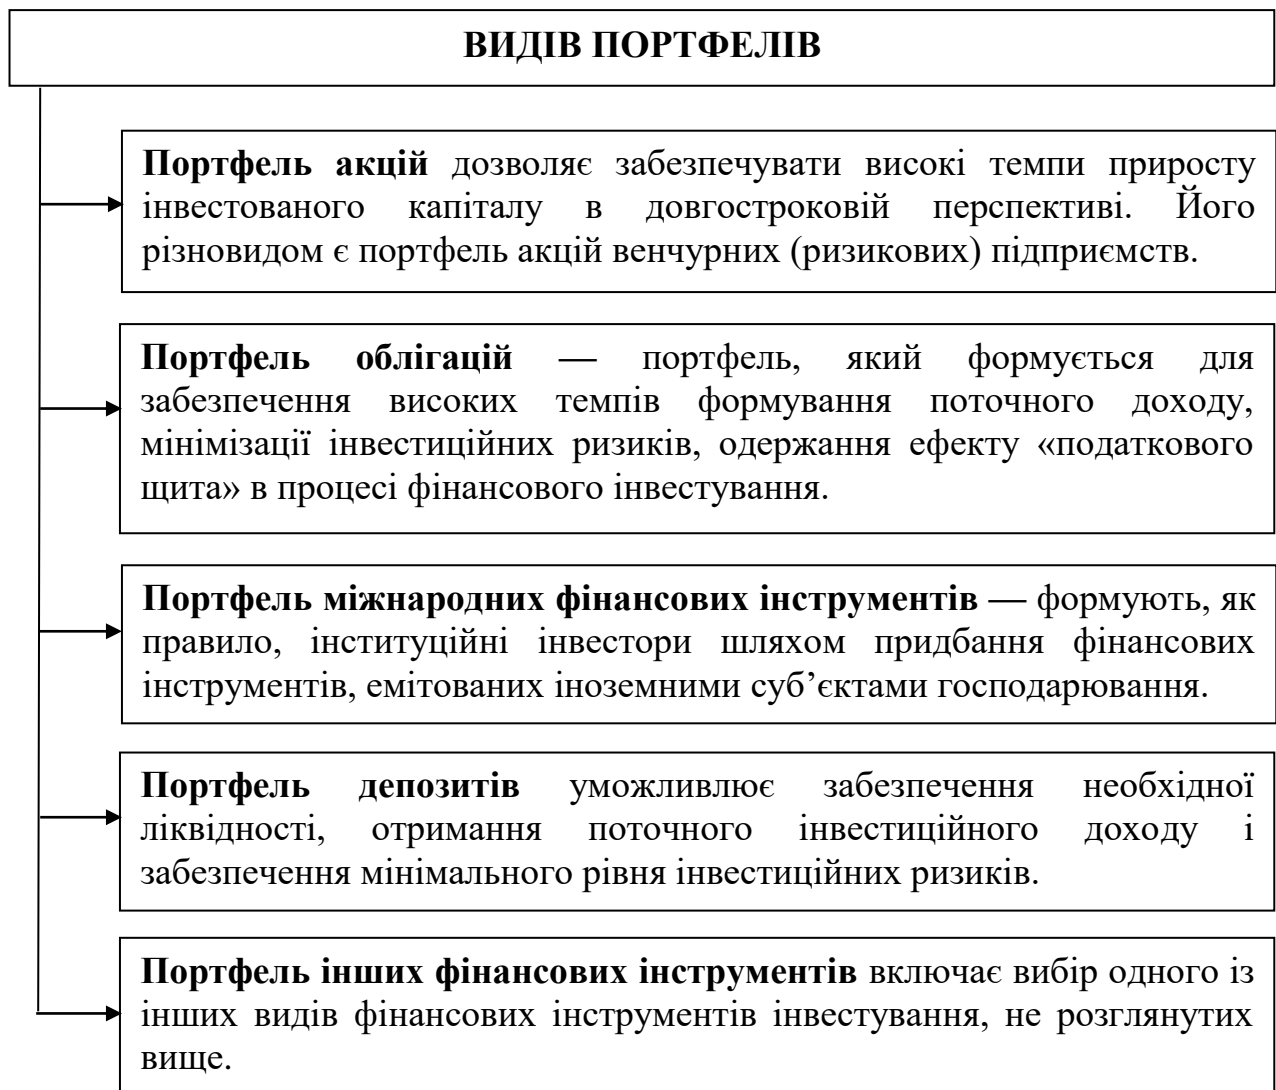 ВИДІВ ПОРТФЕЛІВ
Портфель акцій дозволяє забезпечувати високі темпи приросту
інвестованого капіталу в довгостроковій перспективі. Його
різновидом є портфель акцій венчурних (ризикових) підприємств.
Портфель облігацій — портфель, який формується для
забезпечення високих темпів формування поточного доходу,
мінімізації інвестиційних ризиків, одержання ефекту «податкового
щита» в процесі фінансового інвестування.
Портфель міжнародних фінансових інструментів — формують, як
правило, інституційні інвестори шляхом придбання фінансових
інструментів, емітованих іноземними суб’єктами господарювання.
Портфель депозитів уможливлює забезпечення необхідної
ліквідності, отримання поточного інвестиційного доходу і
забезпечення мінімального рівня інвестиційних ризиків.
Портфель інших фінансових інструментів включає вибір одного із
інших видів фінансових інструментів інвестування, не розглянутих
вище.